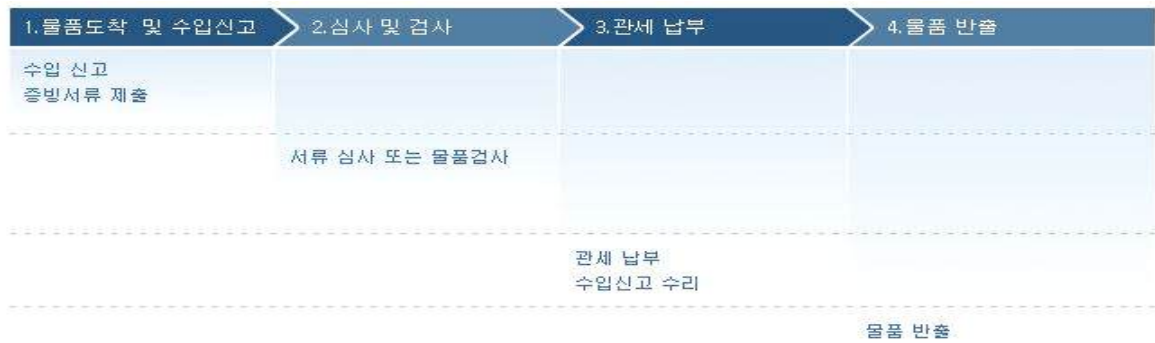 1.물품도착 및 수입신고
2.심사 및 검사
3.관세 납부
4.물품 반출
수입 신고
증빙서류 제출
서류 심사 또는 물품검사
관세 납부
수입신고 수리
물품 반출